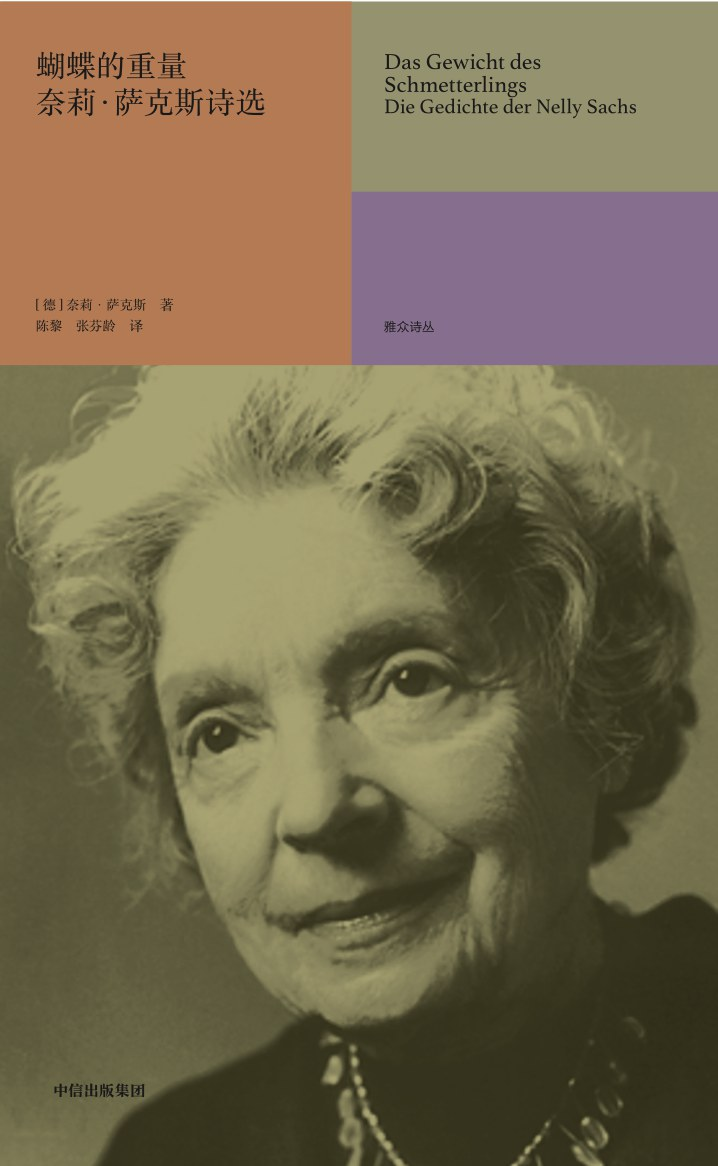 蝴蝶的重量
奈莉·萨克斯诗选
[德]奈莉·萨克斯 著
陈黎 张芬龄 译
Das Gewicht des
Schmetterlings
Die Gedichte der Nelly Sachs
雅众诗丛
中信出版集团